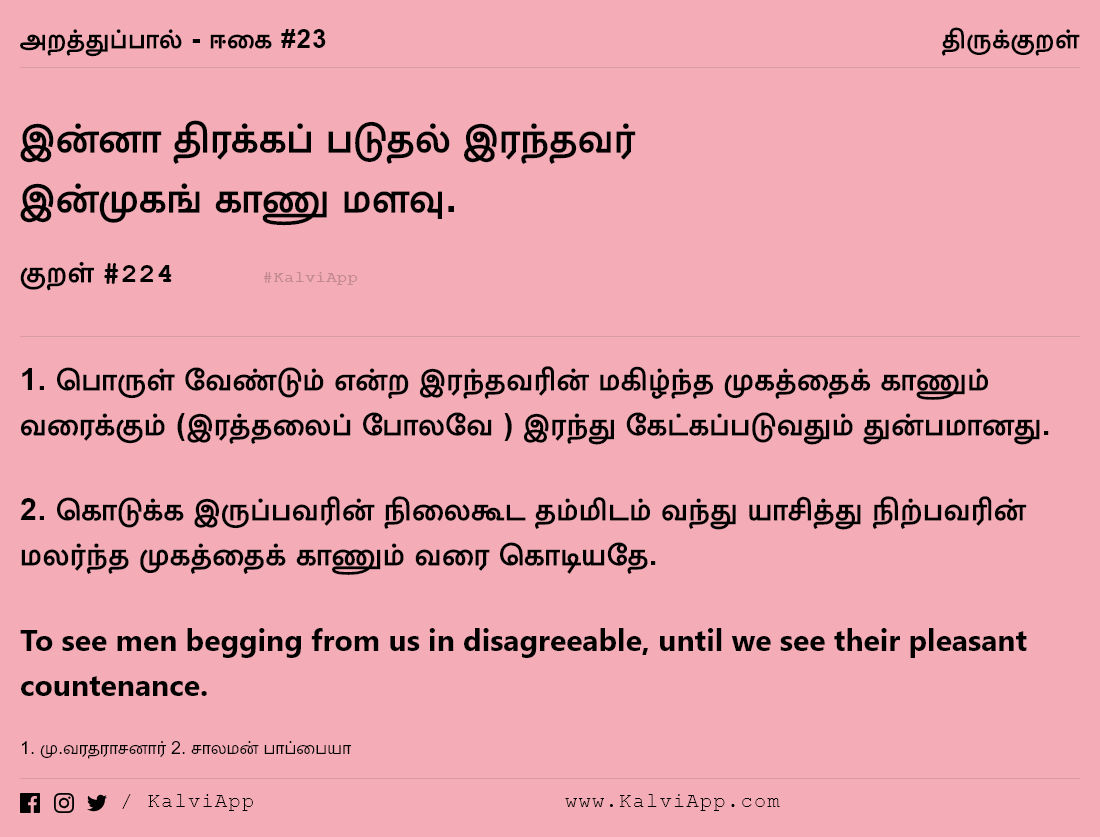 அறத்துப்பால் - ஈகை #23
திருக்குறள்
இன்னா திரக்கப் படுதல் இரந்தவர்
இன்முகங் காணு மளவு.
குறள் #224
#KalviApp
1. பொருள் வேண்டும் என்ற இரந்தவரின் மகிழ்ந்த முகத்தைக் காணும்
வரைக்கும் (இரத்தலைப் போலவே ) இரந்து கேட்கப்படுவதும் துன்பமானது.
2. கொடுக்க இருப்பவரின் நிலைகூட தம்மிடம் வந்து யாசித்து நிற்பவரின்
மலர்ந்த முகத்தைக் காணும் வரை கொடியதே.
To see men begging from us in disagreeable, until we see their pleasant
countenance.
1. மு.வரதராசனார் 2. சாலமன் பாப்பையா
/ KalviApp
www.KalviApp.com